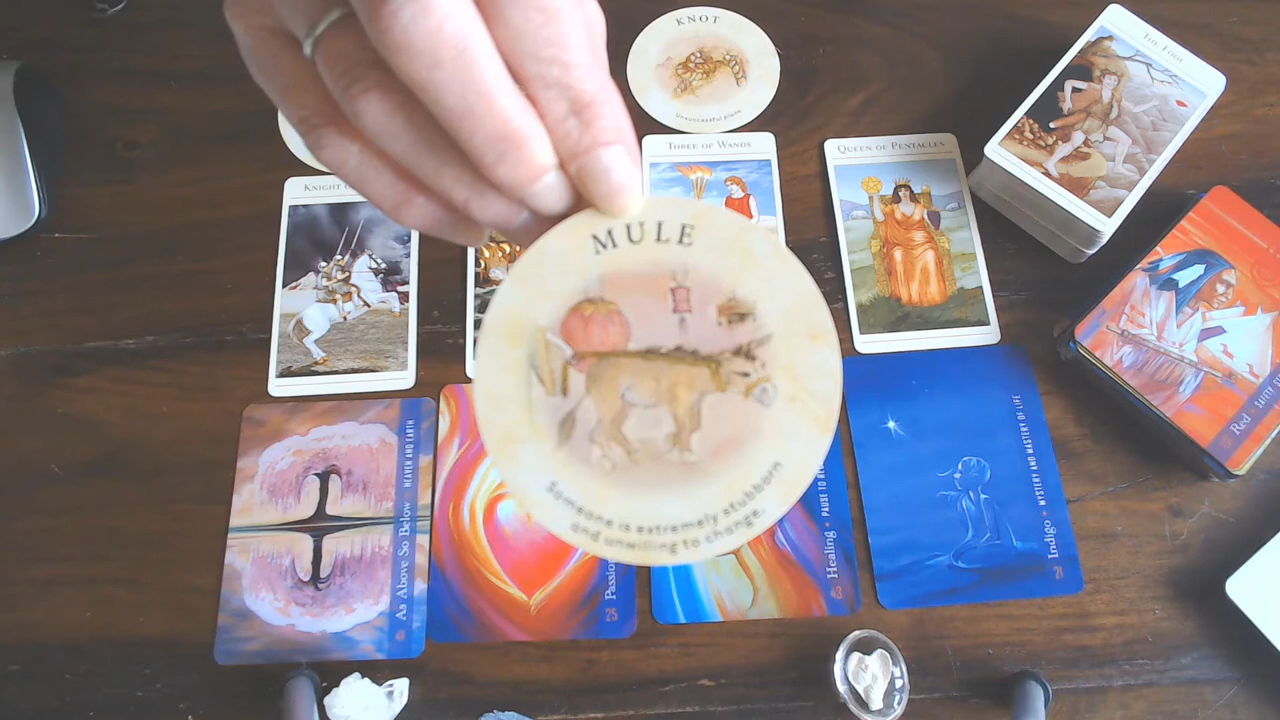 KNOT
Unsuccessful plans
THE FOOL
KNIGHT
THREE OF WANDS
QUEEN OF PENTACLES
MULE
Someone is extremely stubborn
and unwilling to change.
As Above So Below • HEAVEN AND EARTH
Passion
25
Healing • PAUSE TO
43
Indigo • MYSTERY AND MASTERY OF LIFE
21
Red •